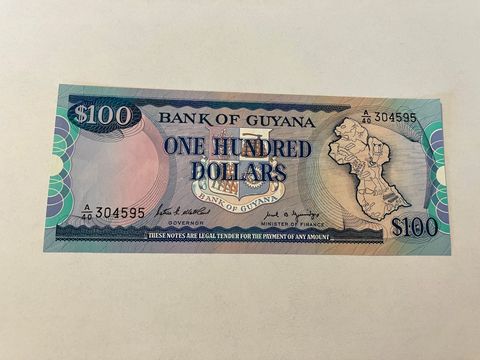 $100
BANK OF GUYANA
A/40 304595
ONE HUNDRED
DOLLARS
BANK OF GUYANA
A/40 304595
GOVERNOR
MINISTER OF FINANCE
$100
THESE NOTES ARE LEGAL TENDER FOR THE PAYMENT OF ANY AMOUNT